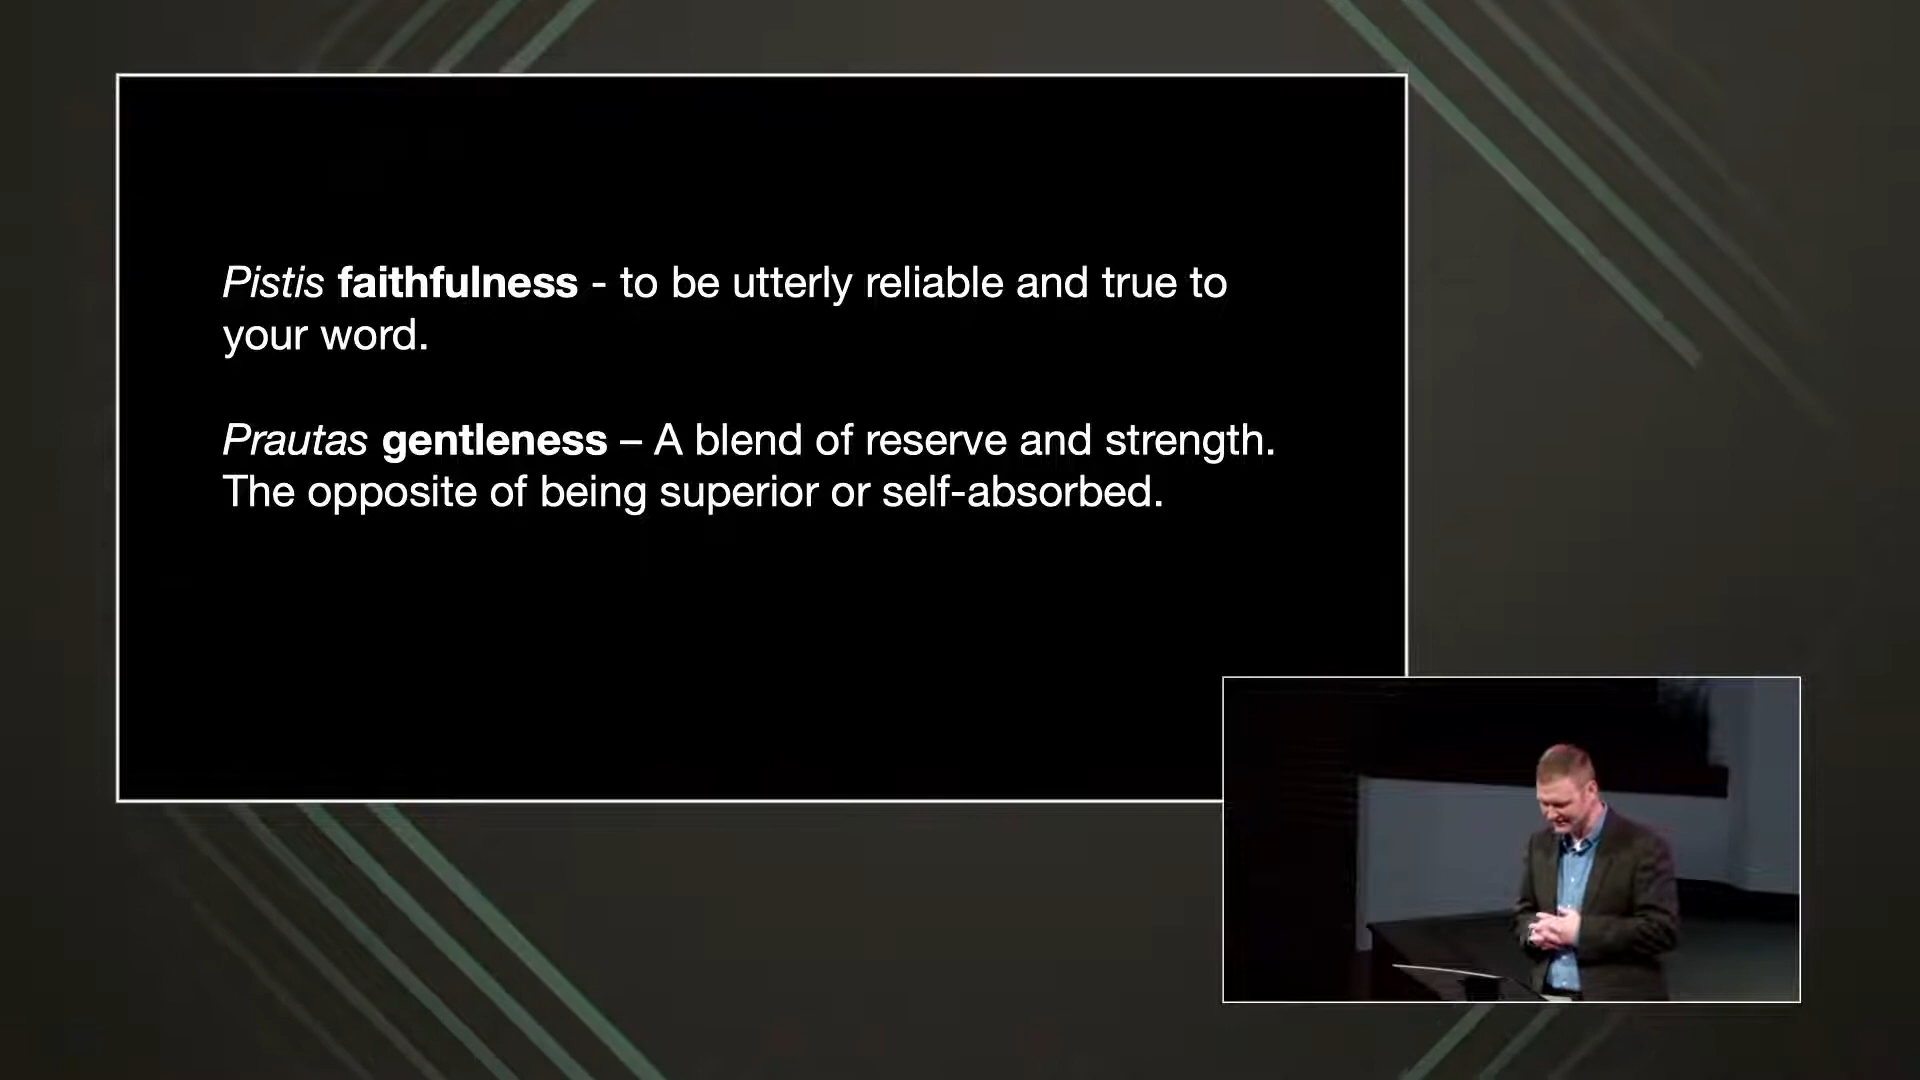 Pistis faithfulness - to be utterly reliable and true to
your word.
Prautas gentleness – A blend of reserve and strength.
The opposite of being superior or self-absorbed.